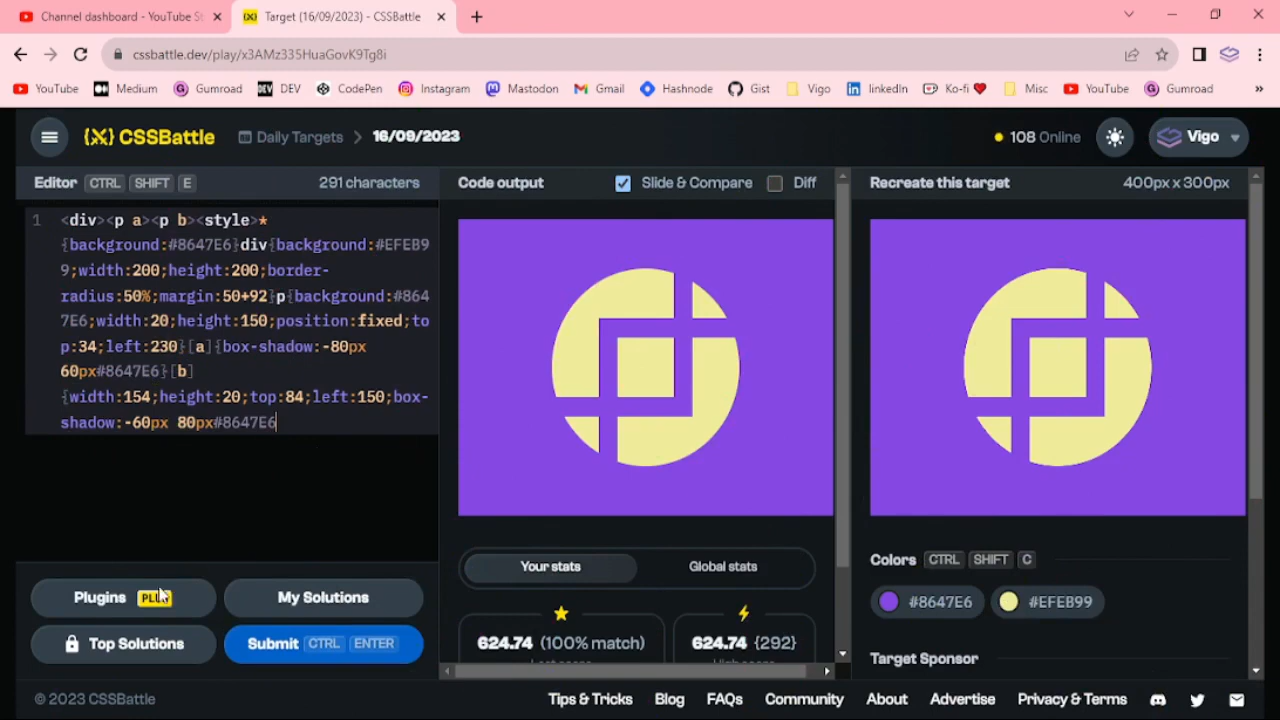 Channel dashboard - YouTube St
Target (16/09/2023) - CSSBattle
cssbattle.dev/play/x3AMz335HuaGovK9Tg8i
YouTube Medium Gumroad DEV CodePen Instagram Mastodon Gmail Hashnode Gist Vigo linkedIn Ko-fi Misc YouTube Gumroad »
{X} CSSBattle Daily Targets > 16/09/2023 108 Online Vigo
Editor CTRL SHIFT E 291 characters
Code output Slide & Compare Diff
Recreate this target 400px x 300px
1 <div><p a><p b><style>*
{background:#8647E6}div{background:#EFEB9
9;width:200;height:200;border-
radius:50%;margin:50+92}p{background:#864
7E6;width:20;height:150;position:fixed;to
p:34;left:230}[a]{box-shadow:-80px
60px#8647E6}[b]
{width:154;height:20;top:84;left:150;box-
shadow:-60px 80px#8647E6
Plugins PLUS My Solutions
Top Solutions Submit CTRL ENTER
Your stats Global stats
624.74 (100% match) 624.74 {292}
Last score High score
Colors CTRL SHIFT C
#8647E6 #EFEB99
Target Sponsor
© 2023 CSSBattle Tips & Tricks Blog FAQs Community About Advertise Privacy & Terms